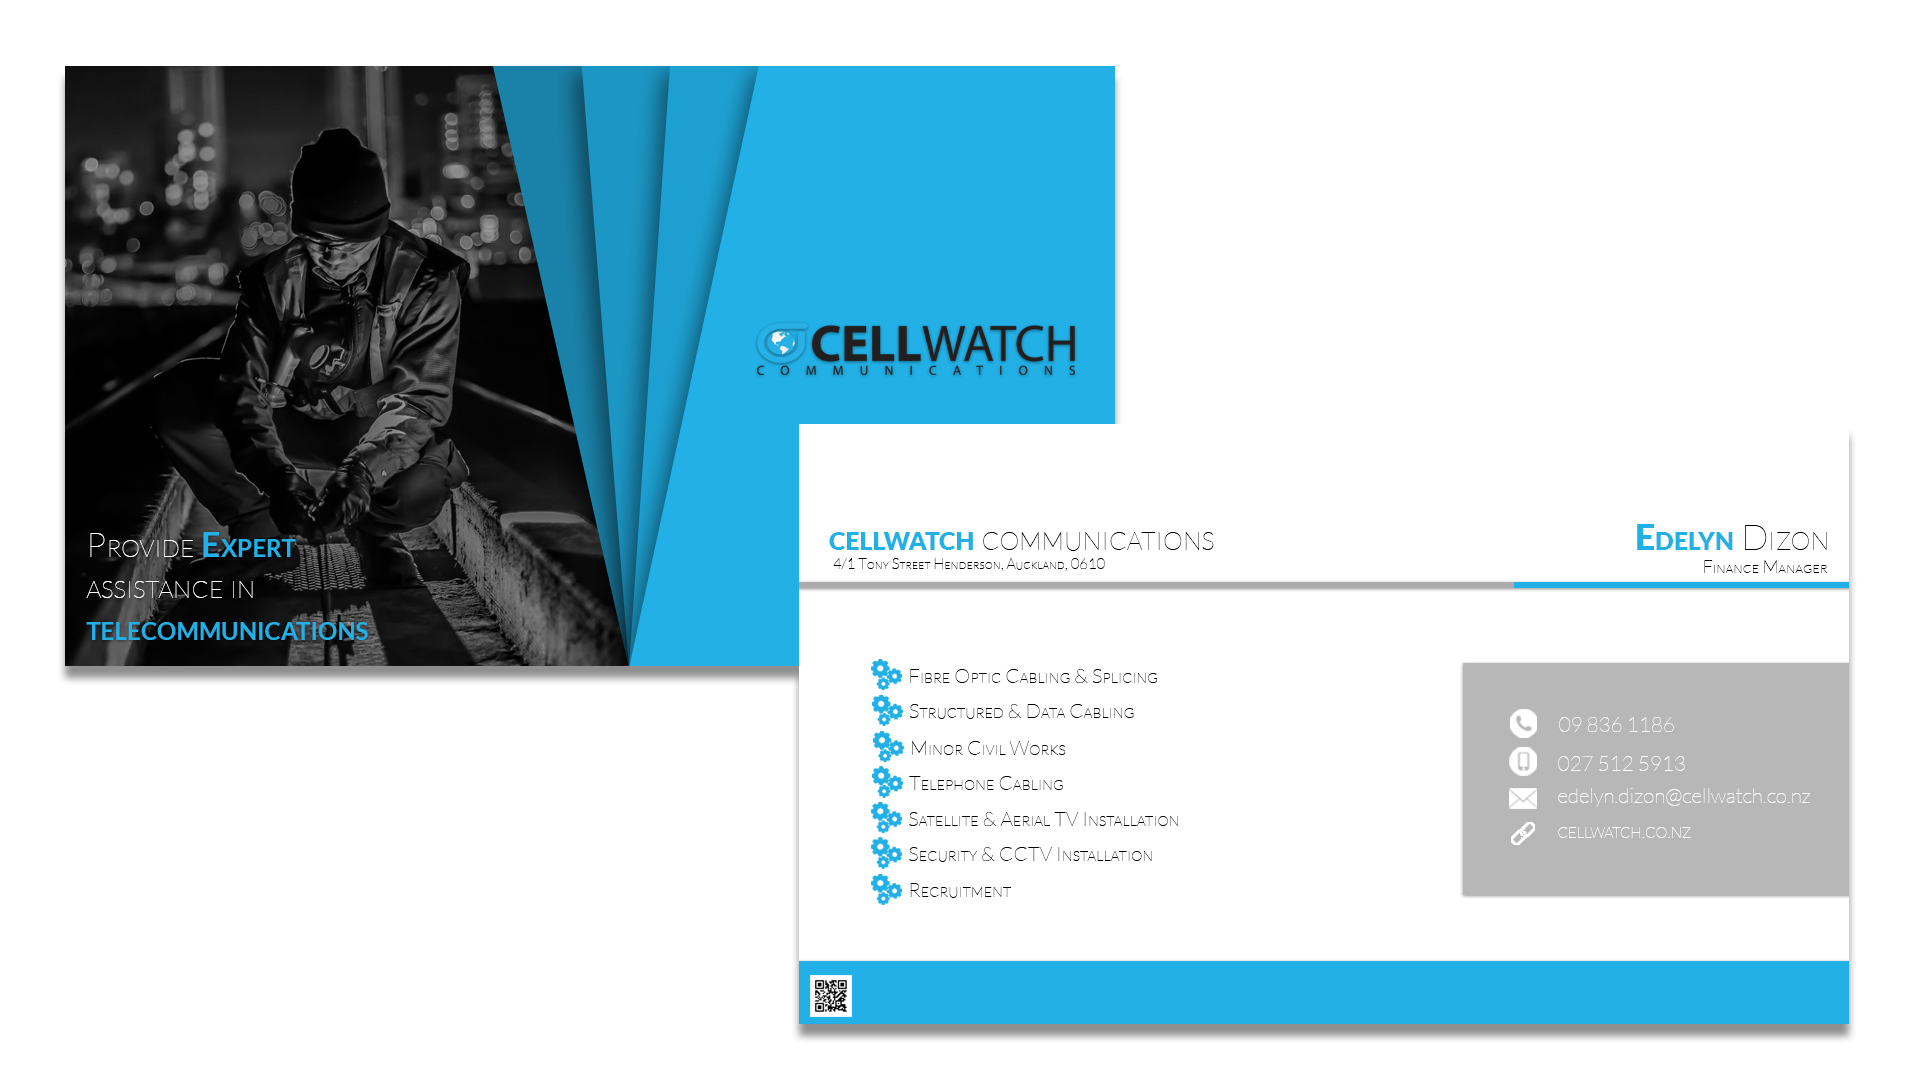 CELLWATCH
COMMUNICATIONS
Provide Expert
assistance in
telecommunications
CELLWATCH COMMUNICATIONS
4/1 Tony Street Henderson, Auckland, 0610
Edelyn Dizon
Finance Manager
Fibre Optic Cabling & Splicing
Structured & Data Cabling
Minor Civil Works
Telephone Cabling
Satellite & Aerial TV Installation
Security & CCTV Installation
Recruitment
09 836 1186
027 512 5913
edelyn.dizon@cellwatch.co.nz
cellwatch.co.nz